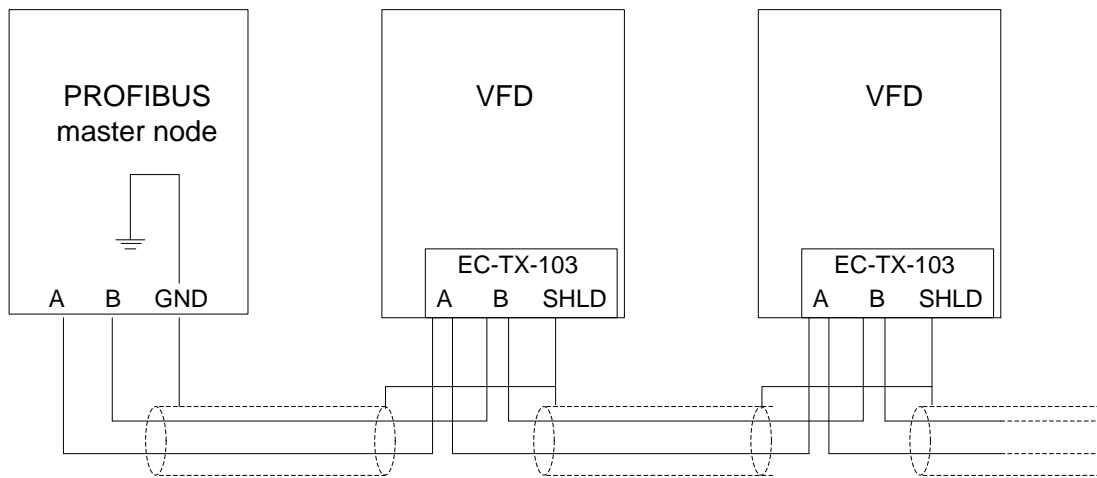 PROFIBUS
master node
A B GND
VFD
EC-TX-103
A B SHLD
VFD
EC-TX-103
A B SHLD